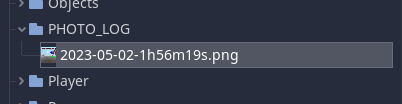 Objects
PHOTO_LOG
2023-05-02-1h56m19s.png
Player